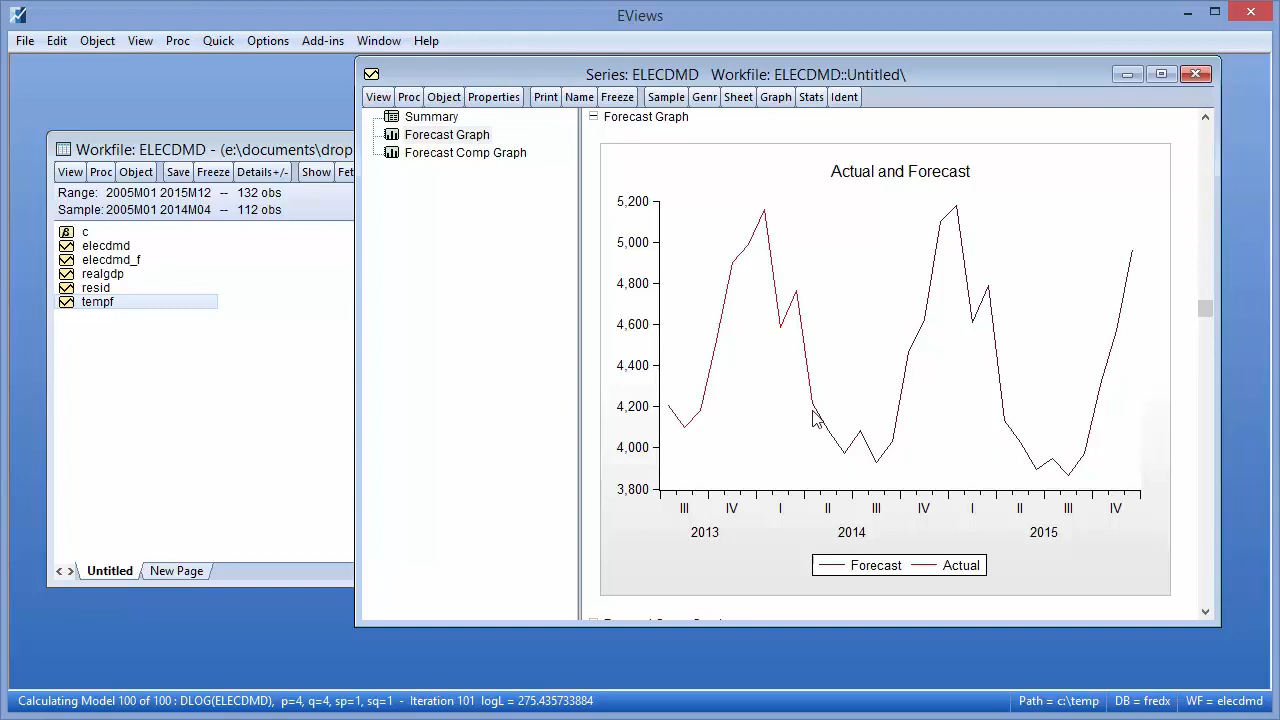 EViews
File Edit Object View Proc Quick Options Add-ins Window Help
Series: ELECDMD Workfile: ELECDMD::Untitled\
View Proc Object Properties Print Name Freeze Sample Genr Sheet Graph Stats Ident
Summary
Forecast Graph
Forecast Comp Graph
Workfile: ELECDMD - (e:\documents\drop
View Proc Object Save Freeze Details+/- Show Fet
Range: 2005M01 2015M12 -- 132 obs
Sample: 2005M01 2014M04 -- 112 obs
c
elecdmd
elecdmd_f
realgdp
resid
tempf
Untitled New Page
Forecast Graph
Actual and Forecast
5,200
5,000
4,800
4,600
4,400
4,200
4,000
3,800
III IV I II III IV I II III IV
2013 2014 2015
Forecast Actual
Calculating Model 100 of 100 : DLOG(ELECDMD), p=4, q=4, sp=1, sq=1 - Iteration 101 logL = 275.435733884
Path = c:\temp DB = fredx WF = elecdmd